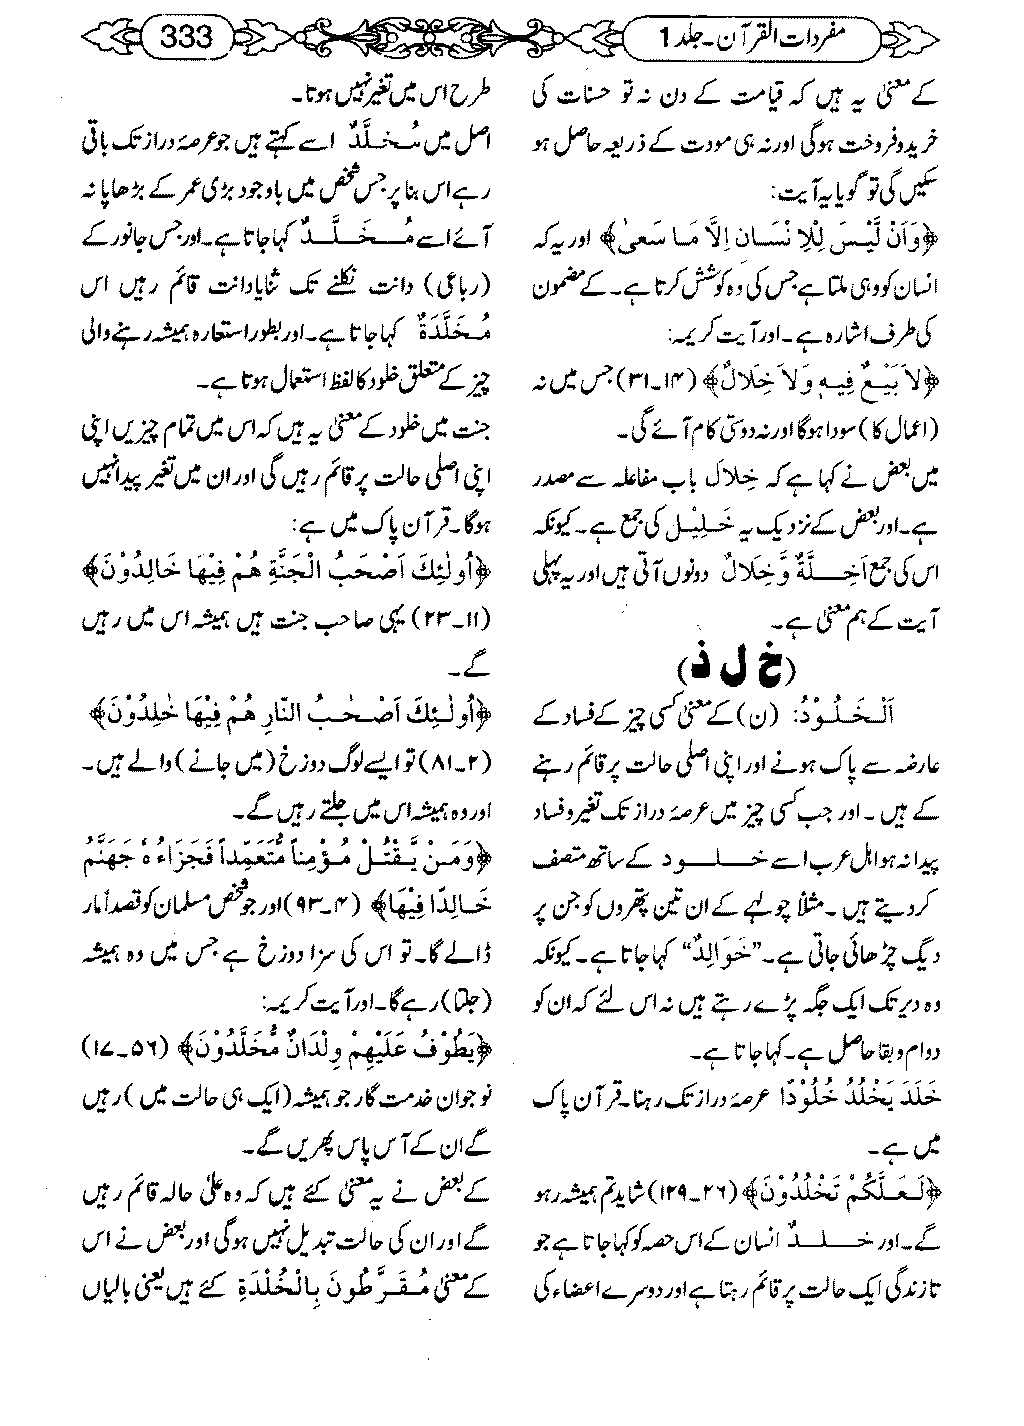 مفردات القرآن۔جلد 1
333
کے معنی یہ ہیں کہ قیامت کے دن نہ تو حسنات کی
خرید و فروخت ہوگی اور نہ ہی مودت کے ذریعہ حاصل ہو
سکیں گی تو گویا یہ آیت:
﴿وَاَنْ لَّیْسَ لِلْاِنْسَانِ اِلَّا مَا سَعٰی﴾ اور یہ کہ
انسان کو وہی ملتا ہے جس کی وہ کوشش کرتا ہے۔ کے مضمون
کی طرف اشارہ ہے۔ اور آیت کریمہ:
﴿لَا بَیْعٌ فِیْهِ وَلَا خِلَالٌ﴾ (۱۴۔۳۱) جس میں نہ
(اعمال کا) سودا ہوگا اور نہ دوستی کام آئے گی۔
میں بعض نے کہا ہے کہ خِلَالٌ باب مفاعلہ سے مصدر
ہے۔ اور بعض کے نزدیک یہ خَلِیْلٌ کی جمع ہے۔ کیونکہ
اس کی جمع اَخِلَّةٌ وَّخِلَالٌ دونوں آتی ہیں اور یہ پہلی
آیت کے ہم معنی ہے۔
(خ ل د)
اَلْخُلُوْدُ: (ن) کے معنی کسی چیز کے فساد کے
عارضہ سے پاک ہونے اور اپنی اصلی حالت پر قائم رہنے
کے ہیں۔ اور جب کسی چیز میں عرصہ دراز تک تغیر و فساد
پیدا نہ ہو اہل عرب اسے خلود کے ساتھ متصف
کر دیتے ہیں۔ مثلاً چولہے کے ان تین پتھروں کو جن پر
دیگ چڑھائی جاتی ہے۔ ”خَوَالِدُ“ کہا جاتا ہے۔ کیونکہ
وہ دیر تک ایک جگہ پڑے رہتے ہیں نہ اس لئے کہ ان کو
دوام و بقا حاصل ہے۔ کہا جاتا ہے۔
خَلَدَ یَخْلُدُ خُلُوْدًا عرصہ دراز تک رہنا۔ قرآن پاک
میں ہے۔
﴿لَعَلَّکُمْ تَخْلُدُوْنَ﴾ (۲۶۔۱۲۹) شاید تم ہمیشہ رہو
گے۔ اور خلدٌ انسان کے اس حصہ کو کہا جاتا ہے جو
تا زندگی ایک حالت پر قائم رہتا ہے اور دوسرے اعضاء کی
طرح اس میں تغیر نہیں ہوتا۔
اصل میں مُخَلَّدٌ اسے کہتے ہیں جو عرصہ دراز تک باقی
رہے اس بنا پر جس شخص میں باوجود بڑی عمر کے بڑھاپا نہ
آئے اسے مُخَلَّدٌ کہا جاتا ہے۔ اور جس جانور کے
(رباعی) دانت نکلنے تک ثنایا دانت قائم رہیں اس
مُخَلَّدَةٌ کہا جاتا ہے۔ اور بطور استعارہ ہمیشہ رہنے والی
چیز کے متعلق خلود کا لفظ استعمال ہوتا ہے۔
جنت میں خلود کے معنی یہ ہیں کہ اس میں تمام چیزیں اپنی
اپنی اصلی حالت پر قائم رہیں گی اور ان میں تغیر پیدا نہیں
ہوگا۔ قرآن پاک میں ہے:
﴿اُولٰئِكَ اَصْحٰبُ الْجَنَّةِ هُمْ فِیْهَا خَالِدُوْنَ﴾
(۱۱۔۲۳) یہی صاحب جنت ہیں ہمیشہ اس میں رہیں
گے۔
﴿اُولٰئِكَ اَصْحٰبُ النَّارِ هُمْ فِیْهَا خٰلِدُوْنَ﴾
(۲۔۸۱) تو ایسے لوگ دوزخ (میں جانے) والے ہیں۔
اور وہ ہمیشہ اس میں جلتے رہیں گے۔
﴿وَمَنْ یَّقْتُلْ مُؤْمِناً مُّتَعَمِّداً فَجَزَاءُهٗ جَهَنَّمُ
خَالِدًا فِیْهَا﴾ (۴۔۹۳) اور جو شخص مسلمان کو قصداً مار
ڈالے گا۔ تو اس کی سزا دوزخ ہے جس میں وہ ہمیشہ
(جلتا) رہے گا۔ اور آیت کریمہ:
﴿یَطُوْفُ عَلَیْهِمْ وِلْدَانٌ مُّخَلَّدُوْنَ﴾ (۵۶۔۱۷)
نوجوان خدمت گار جو ہمیشہ (ایک ہی حالت میں) رہیں
گے ان کے آس پاس پھریں گے۔
کے بعض نے یہ معنی کئے ہیں کہ وہ علی حالہ قائم رہیں
گے اور ان کی حالت تبدیل نہیں ہوگی اور بعض نے اس
کے معنی مُقَرَّطُوْنَ بِالْخُلْدَةِ کئے ہیں یعنی بالیاں